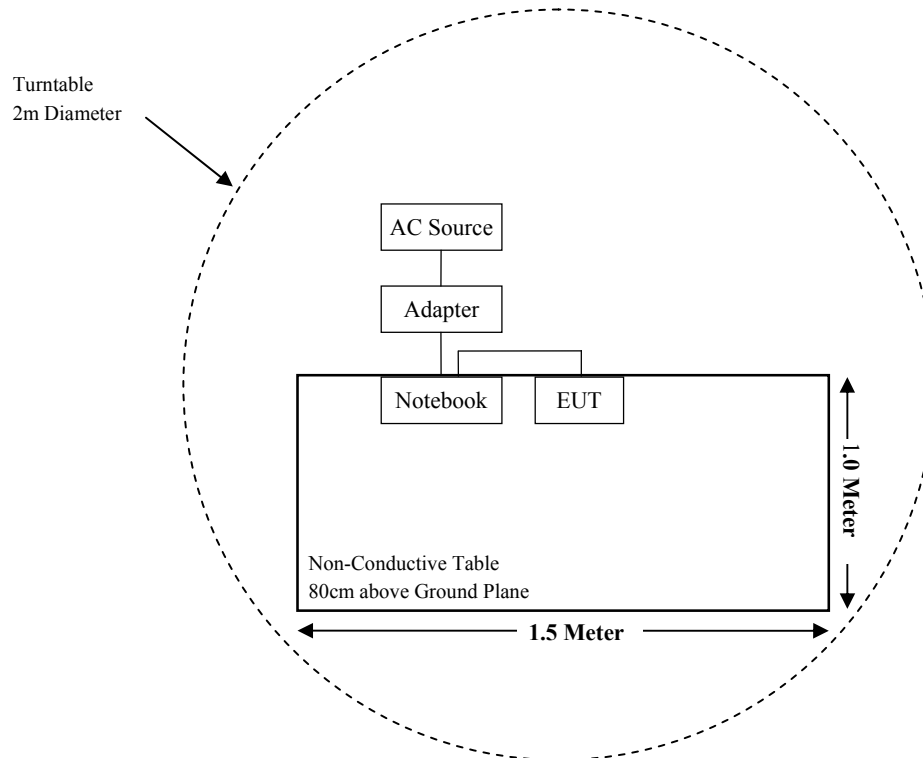 Turntable
2m Diameter
AC Source
Adapter
Notebook
EUT
1.0 Meter
Non-Conductive Table
80cm above Ground Plane
1.5 Meter